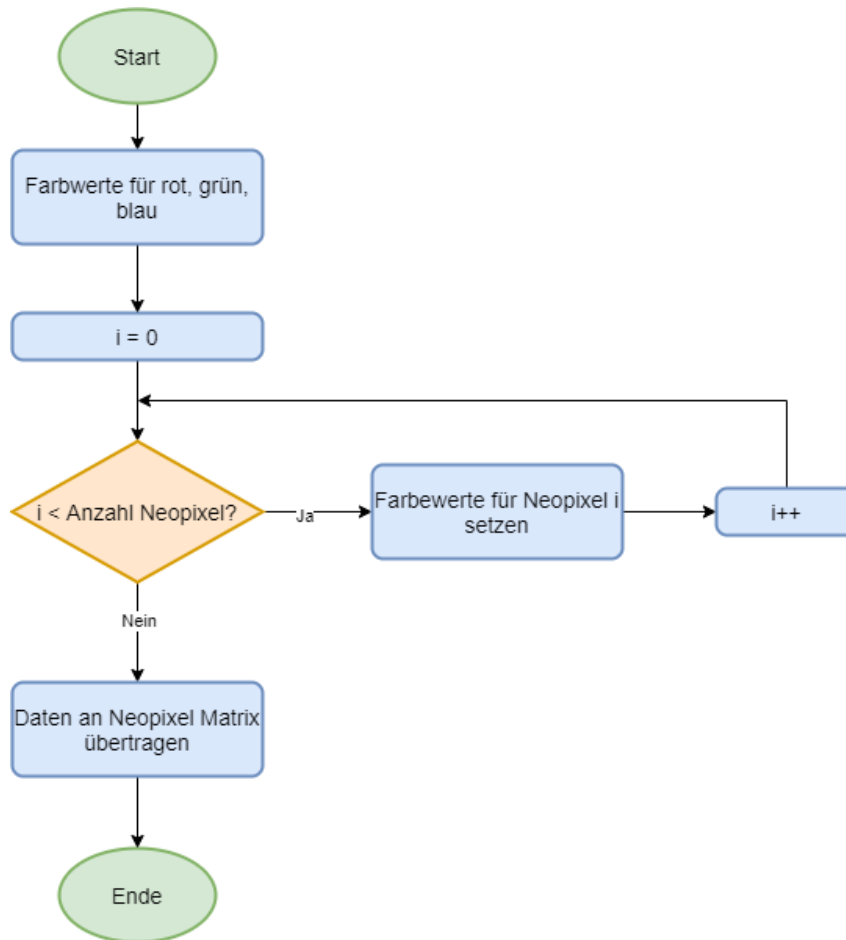 Start
Farbwerte für rot, grün,
blau
i = 0
i < Anzahl Neopixel?
Ja
Farbewerte für Neopixel i
setzen
i++
Nein
Daten an Neopixel Matrix
übertragen
Ende